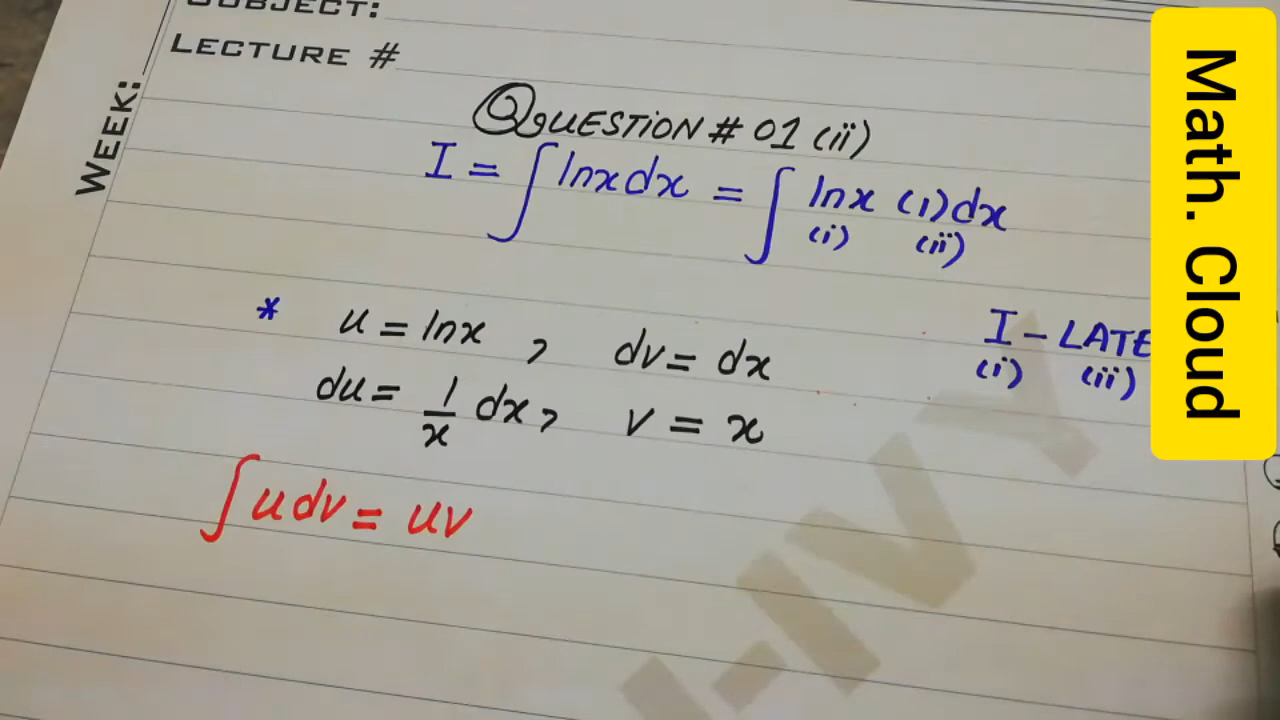 SUBJECT:
LECTURE #
WEEK:
QUESTION # 01 (ii)
I = ∫ lnx dx = ∫ lnx (1) dx
(i) (ii)
* u = lnx , dv = dx
I - LATE
(i) (ii)
du = 1/x dx, v = x
∫ u dv = uv
Math. Cloud